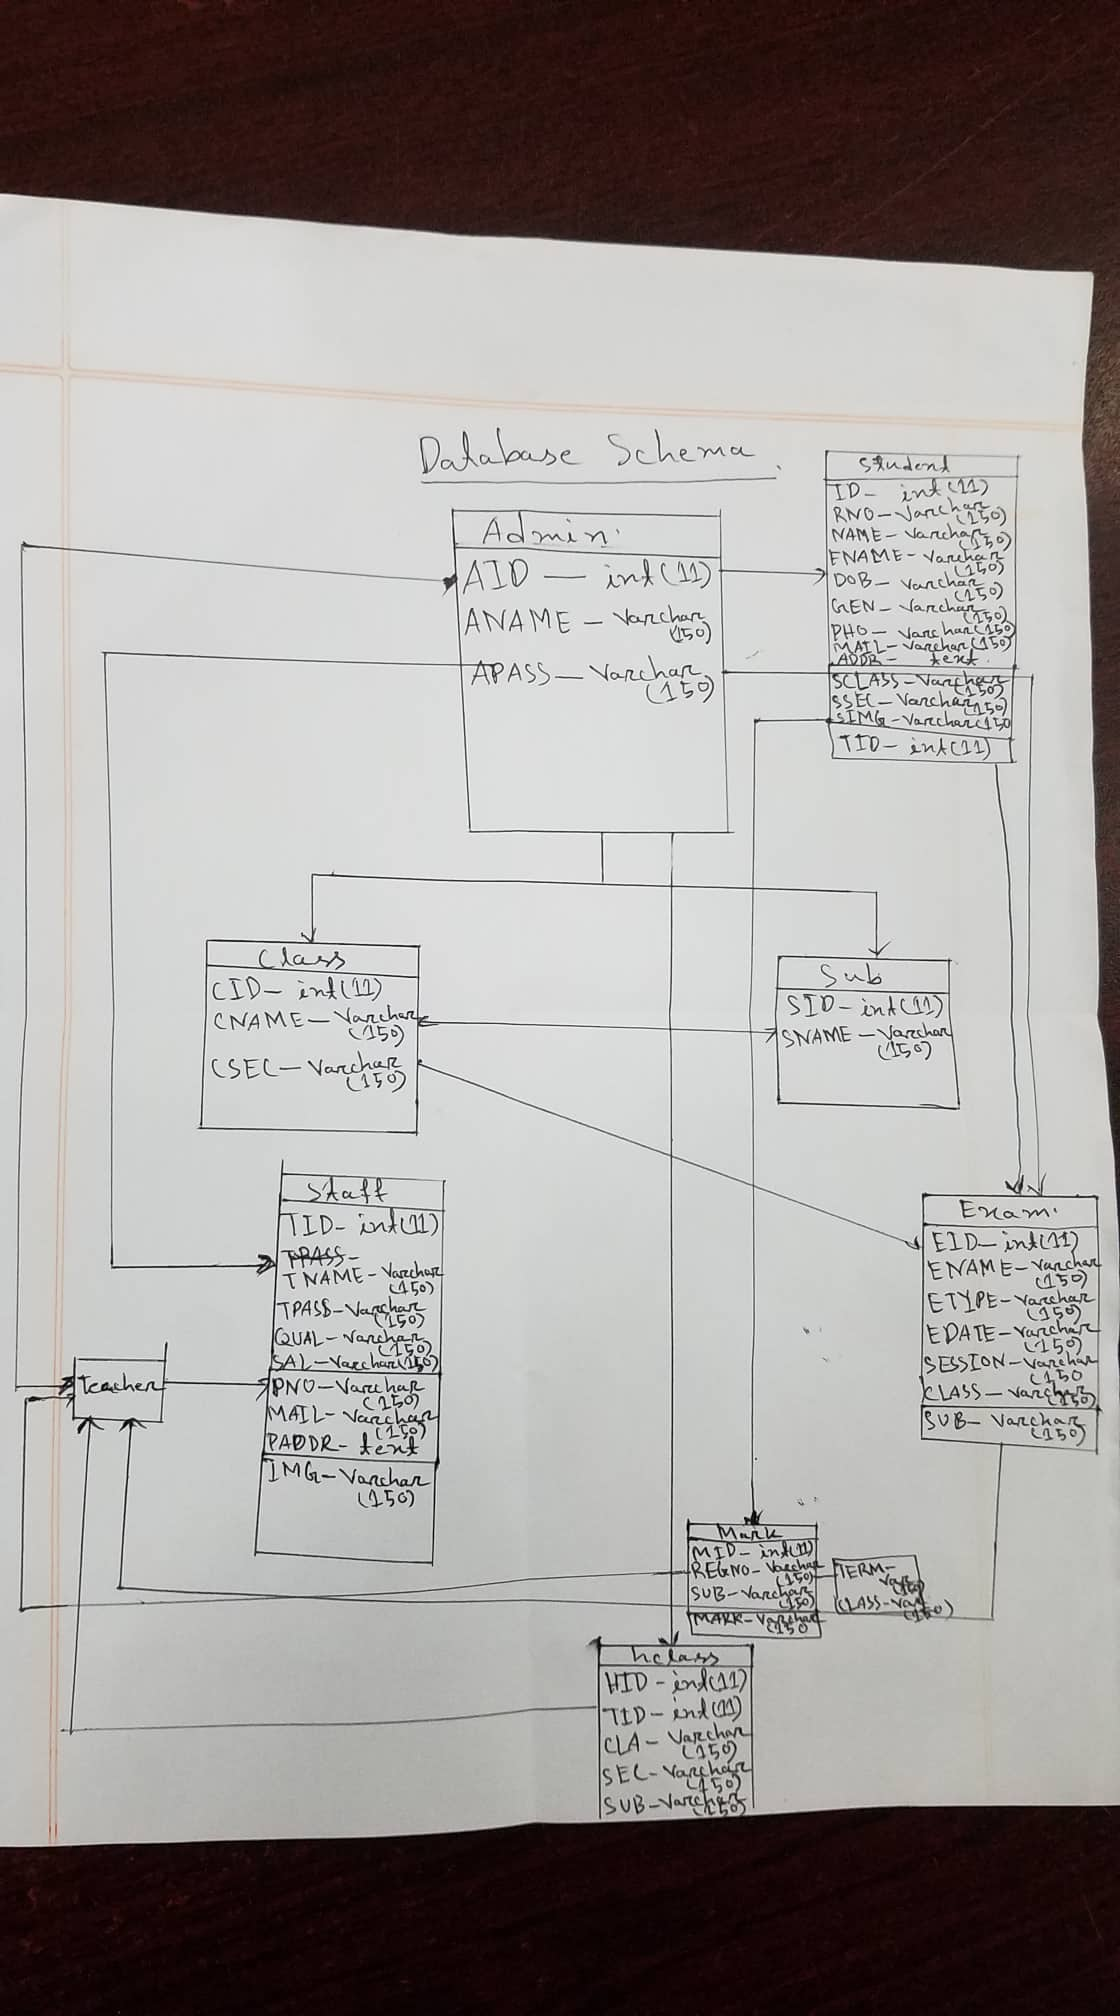 Database Schema.
Student
ID- int(11)
RNO-Varchar
(150)
NAME-Varchar
(150)
ENAME-Varchar
(150)
DOB- Varchar
(150)
GEN- Varchar
(150)
PHO-Varchar(150)
MAIL-Varchar(150)
ADDR- text.
SCLASS-Varchar
(150)
SSEC-Varchar
(150)
SIMG-Varchar(150
TID-int(11)
Admin.
AID — int(11)
ANAME-Varchar
(150)
APASS-Varchar
(150)
Class
CID- int(11)
CNAME-Varchar
(150)
CSEC-Varchar
(150)
Sub
SID-int(11)
SNAME-Varchar
(150)
Staff
TID-int(11)
TPASS-
TNAME-Varchar
(150)
TPASS-Varchar
(150)
QUAL-Varchar
(150)
SAL-Varchar(150)
PNO-Varchar
(150)
MAIL-Varchar
(150)
PADDR-text
IMG-Varchar
(150)
Teacher
Exam.
EID-int(11)
ENAME-Varchar
(150)
ETYPE-Varchar
(150)
EDATE-Varchar
(150)
SESSION-Varchar
(150
CLASS-Varchar
(150)
SUB-Varchar
(150)
Mark
MID-int(11)
REGNO-Varchar
(150)
SUB-Varchar
(150)
MARK-Varchar
(150
TERM-
Var
(150)
CLASS-Var
(150)
hclass
HID-int(11)
TID-int(11)
CLA-Varchar
(150)
SEC-Varchar
(150)
SUB-Varchar
(150)